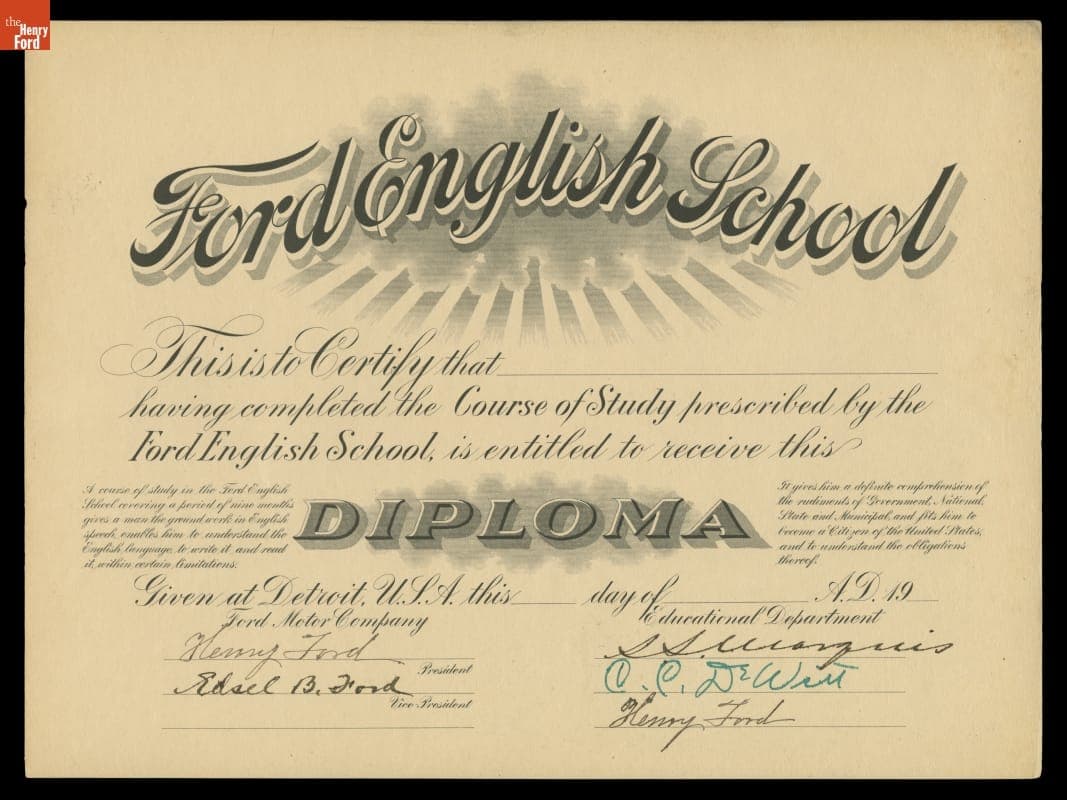 the
Henry
Ford
Ford English School
This is to Certify that
having completed the Course of Study prescribed by the
Ford English School, is entitled to receive this
A course of study in the Ford English
School covering a period of nine months
gives a man the ground work in English
speech, enables him to understand the
English language, to write it and read
it, within certain limitations.
DIPLOMA
It gives him a definite comprehension of
the rudiments of Government, National,
State and Municipal, and fits him to
become a Citizen of the United States,
and to understand the obligations
thereof.
Given at Detroit, U.S.A. this day of A.D. 19
Ford Motor Company
Henry Ford
President
Edsel B. Ford
Vice-President
Educational Department
S. S. Marquis
C. C. DeWitt
Henry Ford